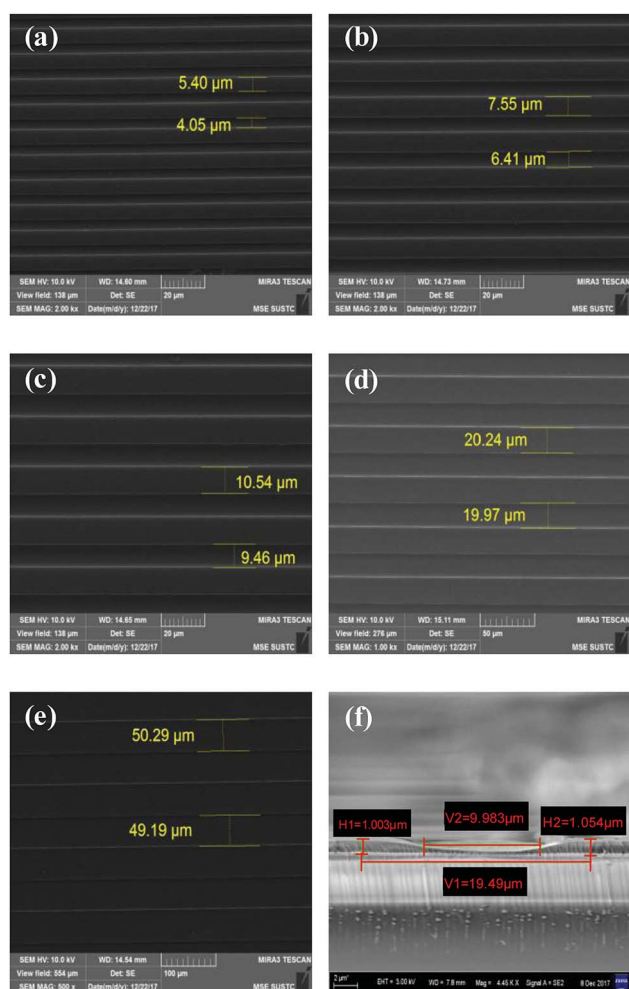 (a)
5.40 μm
4.05 μm
SEM HV: 10.0 kV WD: 14.60 mm MIRA3 TESCAN
View field: 138 μm Det: SE 20 μm
SEM MAG: 2.00 kx Date(m/d/y): 12/22/17 MSE SUSTC
(b)
7.55 μm
6.41 μm
SEM HV: 10.0 kV WD: 14.73 mm MIRA3 TESCAN
View field: 138 μm Det: SE 20 μm
SEM MAG: 2.00 kx Date(m/d/y): 12/22/17 MSE SUSTC
(c)
10.54 μm
9.46 μm
SEM HV: 10.0 kV WD: 14.65 mm MIRA3 TESCAN
View field: 138 μm Det: SE 20 μm
SEM MAG: 2.00 kx Date(m/d/y): 12/22/17 MSE SUSTC
(d)
20.24 μm
19.97 μm
SEM HV: 10.0 kV WD: 15.11 mm MIRA3 TESCAN
View field: 276 μm Det: SE 50 μm
SEM MAG: 1.00 kx Date(m/d/y): 12/22/17 MSE SUSTC
(e)
50.29 μm
49.19 μm
SEM HV: 10.0 kV WD: 14.54 mm MIRA3 TESCAN
View field: 554 μm Det: SE 100 μm
SEM MAG: 500 x Date(m/d/y): 12/22/17 MSE SUSTC
(f)
H1=1.003μm V2=9.983μm H2=1.054μm
V1=19.49μm
2 μm EHT = 3.00 kV WD = 7.8 mm Mag = 4.45 K X Signal A = SE2 8 Dec 2017